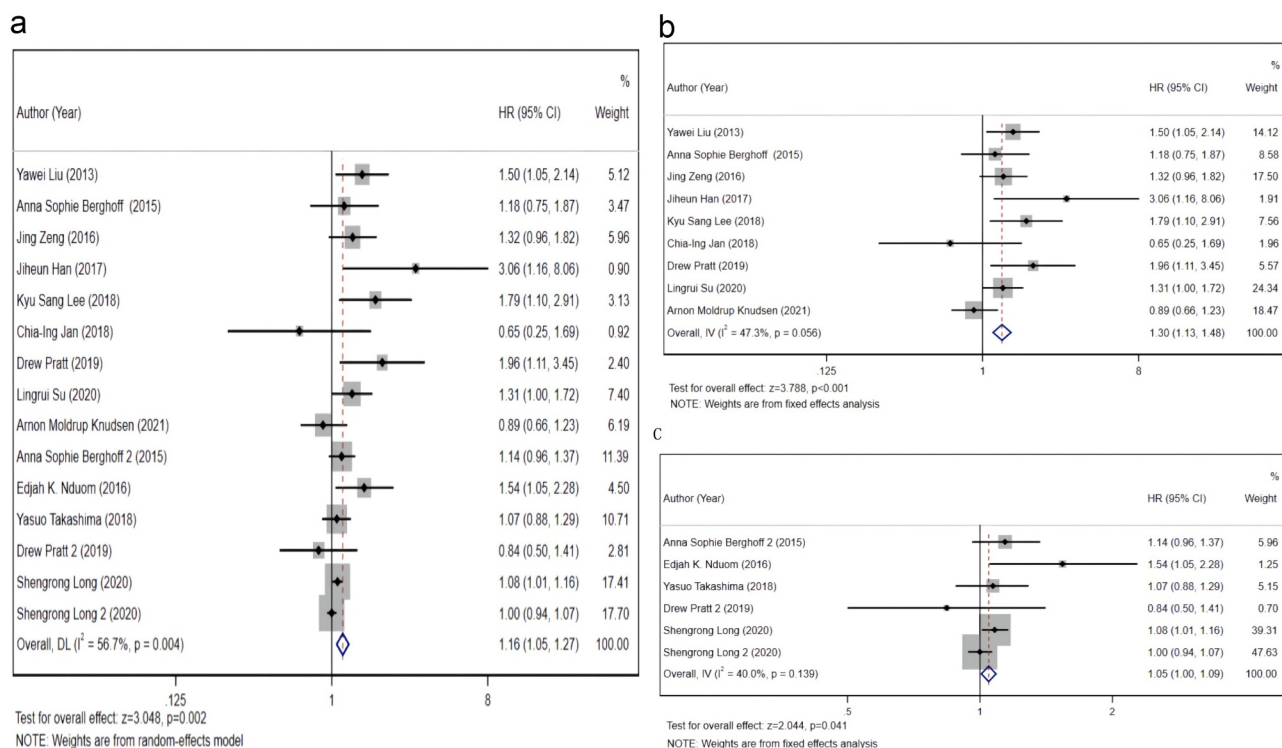 a
%
Author (Year) HR (95% CI) Weight
Yawei Liu (2013) 1.50 (1.05, 2.14) 5.12
Anna Sophie Berghoff (2015) 1.18 (0.75, 1.87) 3.47
Jing Zeng (2016) 1.32 (0.96, 1.82) 5.96
Jiheun Han (2017) 3.06 (1.16, 8.06) 0.90
Kyu Sang Lee (2018) 1.79 (1.10, 2.91) 3.13
Chia-Ing Jan (2018) 0.65 (0.25, 1.69) 0.92
Drew Pratt (2019) 1.96 (1.11, 3.45) 2.40
Lingrui Su (2020) 1.31 (1.00, 1.72) 7.40
Arnon Moldrup Knudsen (2021) 0.89 (0.66, 1.23) 6.19
Anna Sophie Berghoff 2 (2015) 1.14 (0.96, 1.37) 11.39
Edjah K. Nduom (2016) 1.54 (1.05, 2.28) 4.50
Yasuo Takashima (2018) 1.07 (0.88, 1.29) 10.71
Drew Pratt 2 (2019) 0.84 (0.50, 1.41) 2.81
Shengrong Long (2020) 1.08 (1.01, 1.16) 17.41
Shengrong Long 2 (2020) 1.00 (0.94, 1.07) 17.70
Overall, DL (I² = 56.7%, p = 0.004) 1.16 (1.05, 1.27) 100.00
.125 1 8
Test for overall effect: z=3.048, p=0.002
NOTE: Weights are from random-effects model
b
%
Author (Year) HR (95% CI) Weight
Yawei Liu (2013) 1.50 (1.05, 2.14) 14.12
Anna Sophie Berghoff (2015) 1.18 (0.75, 1.87) 8.58
Jing Zeng (2016) 1.32 (0.96, 1.82) 17.50
Jiheun Han (2017) 3.06 (1.16, 8.06) 1.91
Kyu Sang Lee (2018) 1.79 (1.10, 2.91) 7.56
Chia-Ing Jan (2018) 0.65 (0.25, 1.69) 1.96
Drew Pratt (2019) 1.96 (1.11, 3.45) 5.57
Lingrui Su (2020) 1.31 (1.00, 1.72) 24.34
Arnon Moldrup Knudsen (2021) 0.89 (0.66, 1.23) 18.47
Overall, IV (I² = 47.3%, p = 0.056) 1.30 (1.13, 1.48) 100.00
.125 1 8
Test for overall effect: z=3.788, p<0.001
NOTE: Weights are from fixed effects analysis
c
%
Author (Year) HR (95% CI) Weight
Anna Sophie Berghoff 2 (2015) 1.14 (0.96, 1.37) 5.96
Edjah K. Nduom (2016) 1.54 (1.05, 2.28) 1.25
Yasuo Takashima (2018) 1.07 (0.88, 1.29) 5.15
Drew Pratt 2 (2019) 0.84 (0.50, 1.41) 0.70
Shengrong Long (2020) 1.08 (1.01, 1.16) 39.31
Shengrong Long 2 (2020) 1.00 (0.94, 1.07) 47.63
Overall, IV (I² = 40.0%, p = 0.139) 1.05 (1.00, 1.09) 100.00
.5 1 2
Test for overall effect: z=2.044, p=0.041
NOTE: Weights are from fixed effects analysis